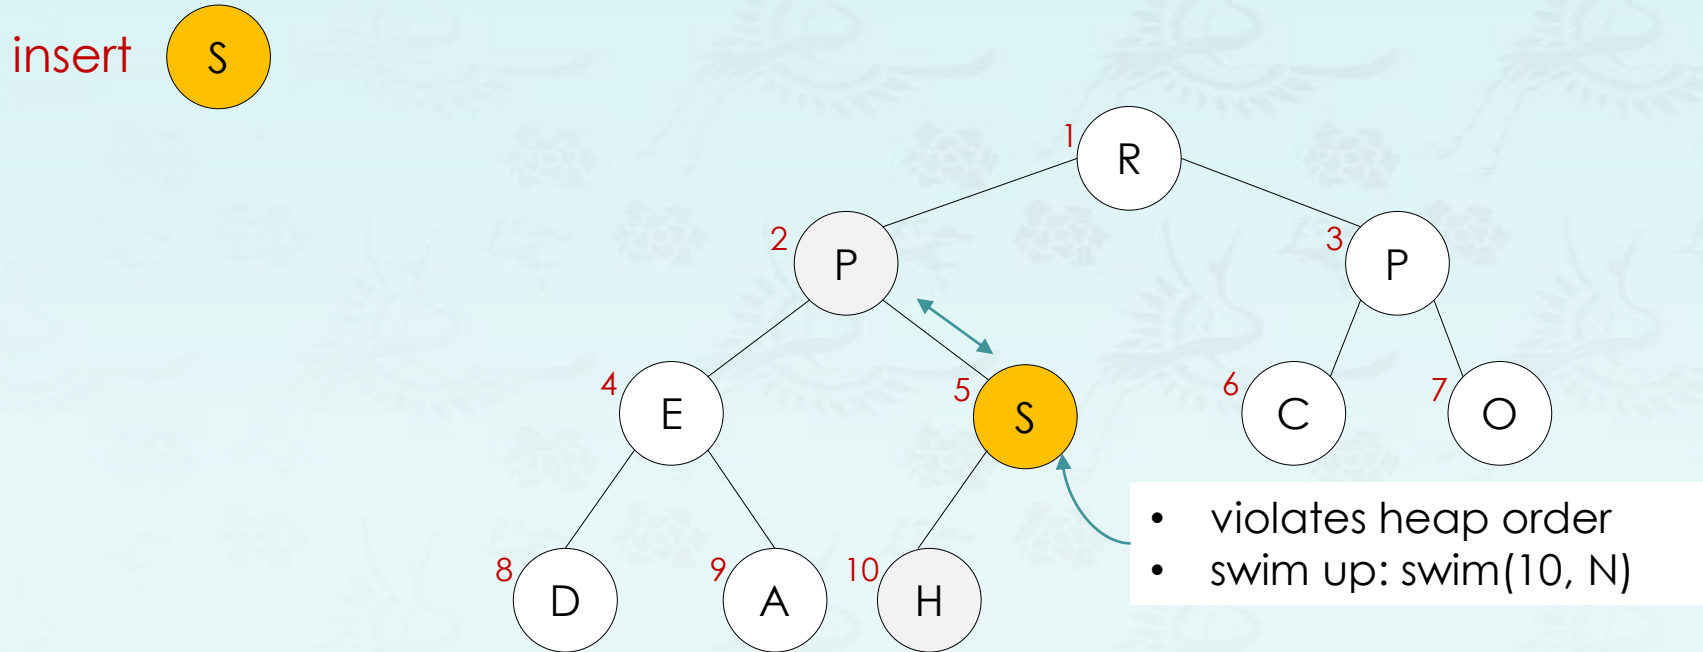 insert S
1 R
2 P 3 P
4 E 5 S 6 C 7 O
• violates heap order
• swim up: swim(10, N)
8 D 9 A 10 H